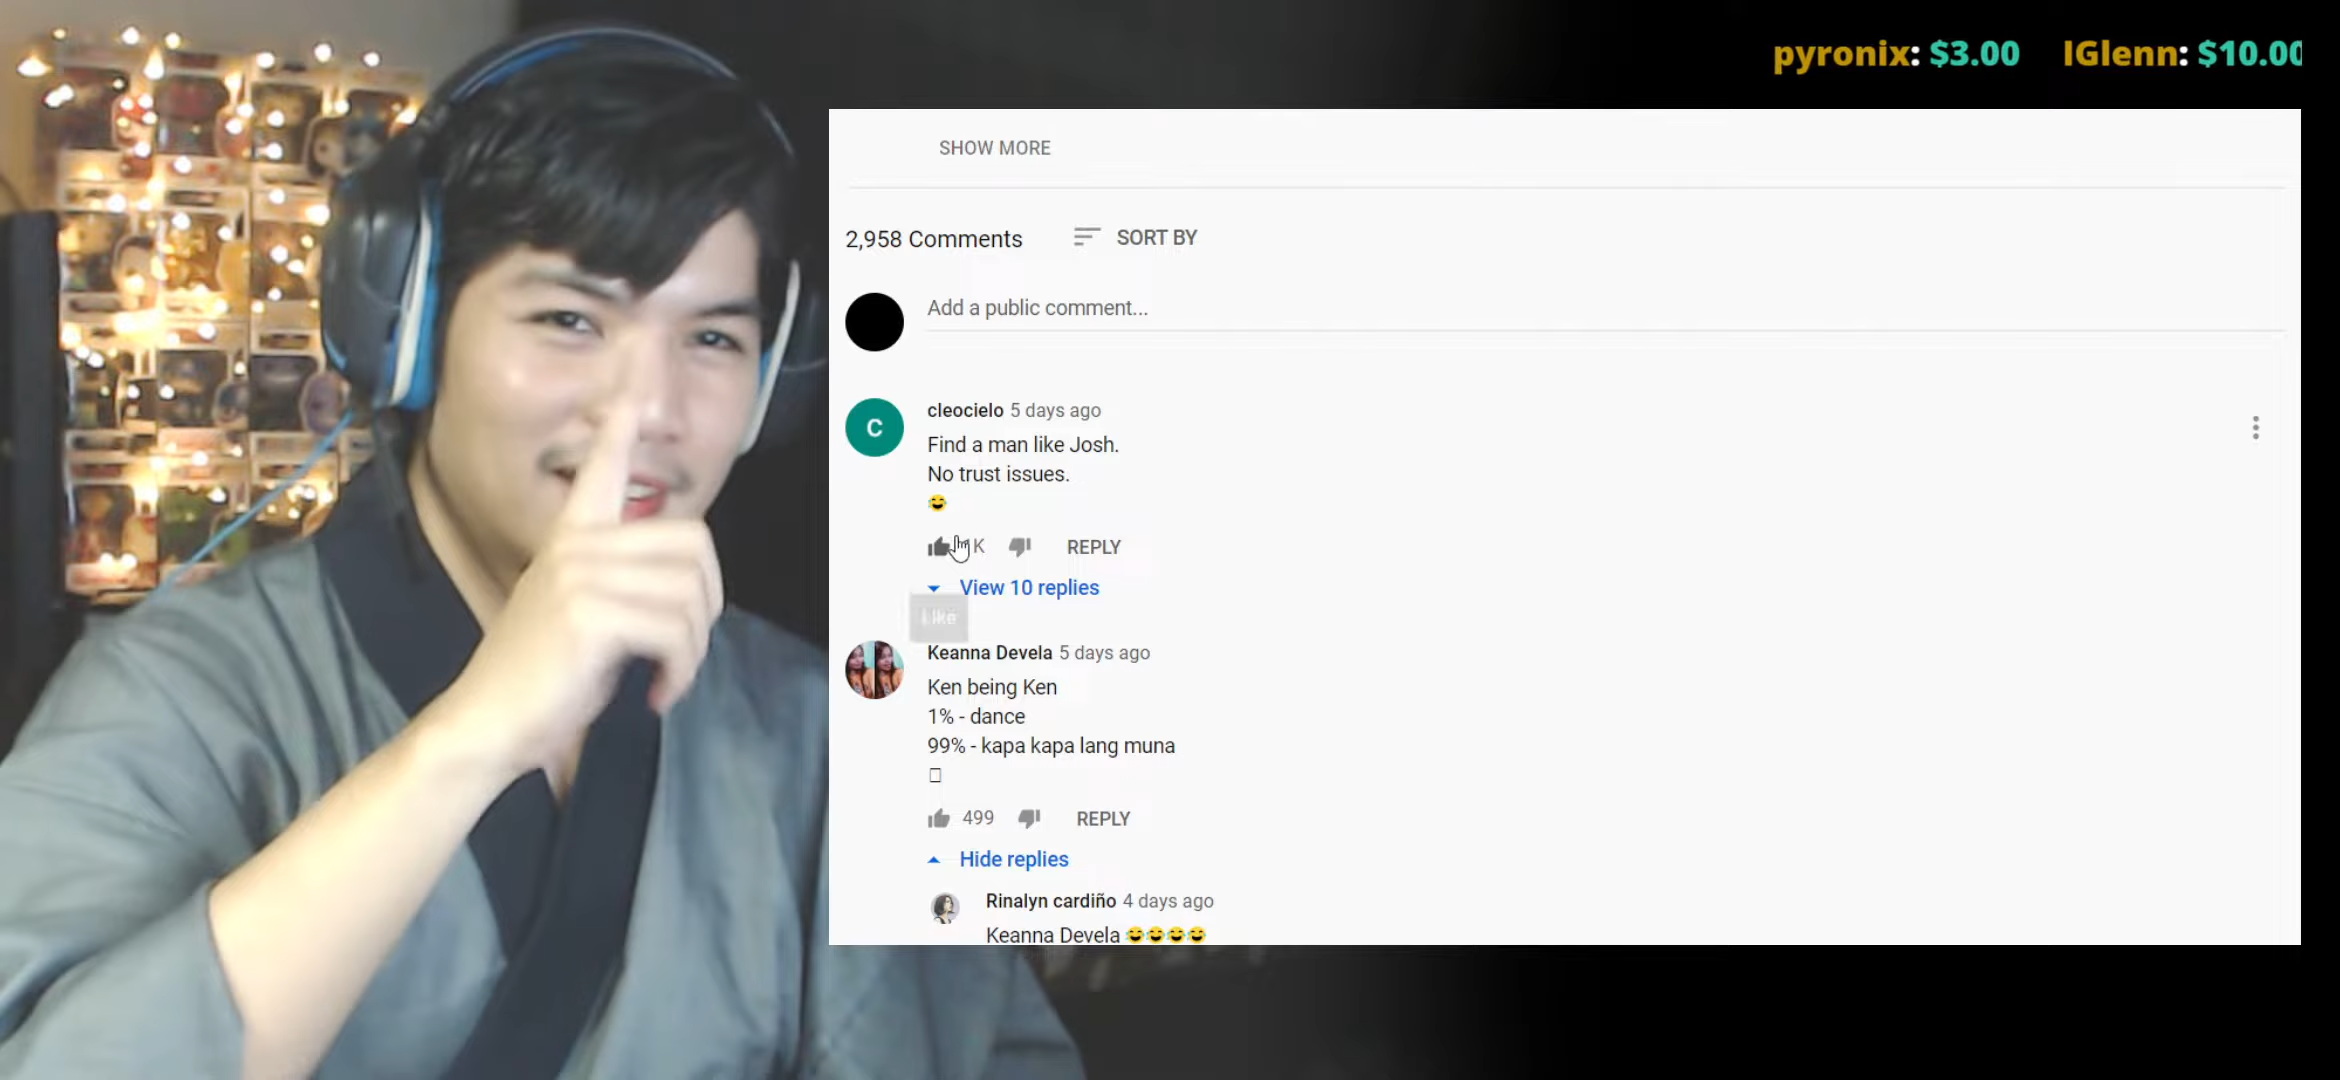 pyronix: $3.00 IGlenn: $10.00
SHOW MORE
2,958 Comments SORT BY
Add a public comment...
C
cleocielo 5 days ago
Find a man like Josh.
No trust issues.
😂
K REPLY
View 10 replies
Like
Keanna Devela 5 days ago
Ken being Ken
1% - dance
99% - kapa kapa lang muna
499 REPLY
Hide replies
Rinalyn cardiño 4 days ago
Keanna Devela 😂😂😂😂